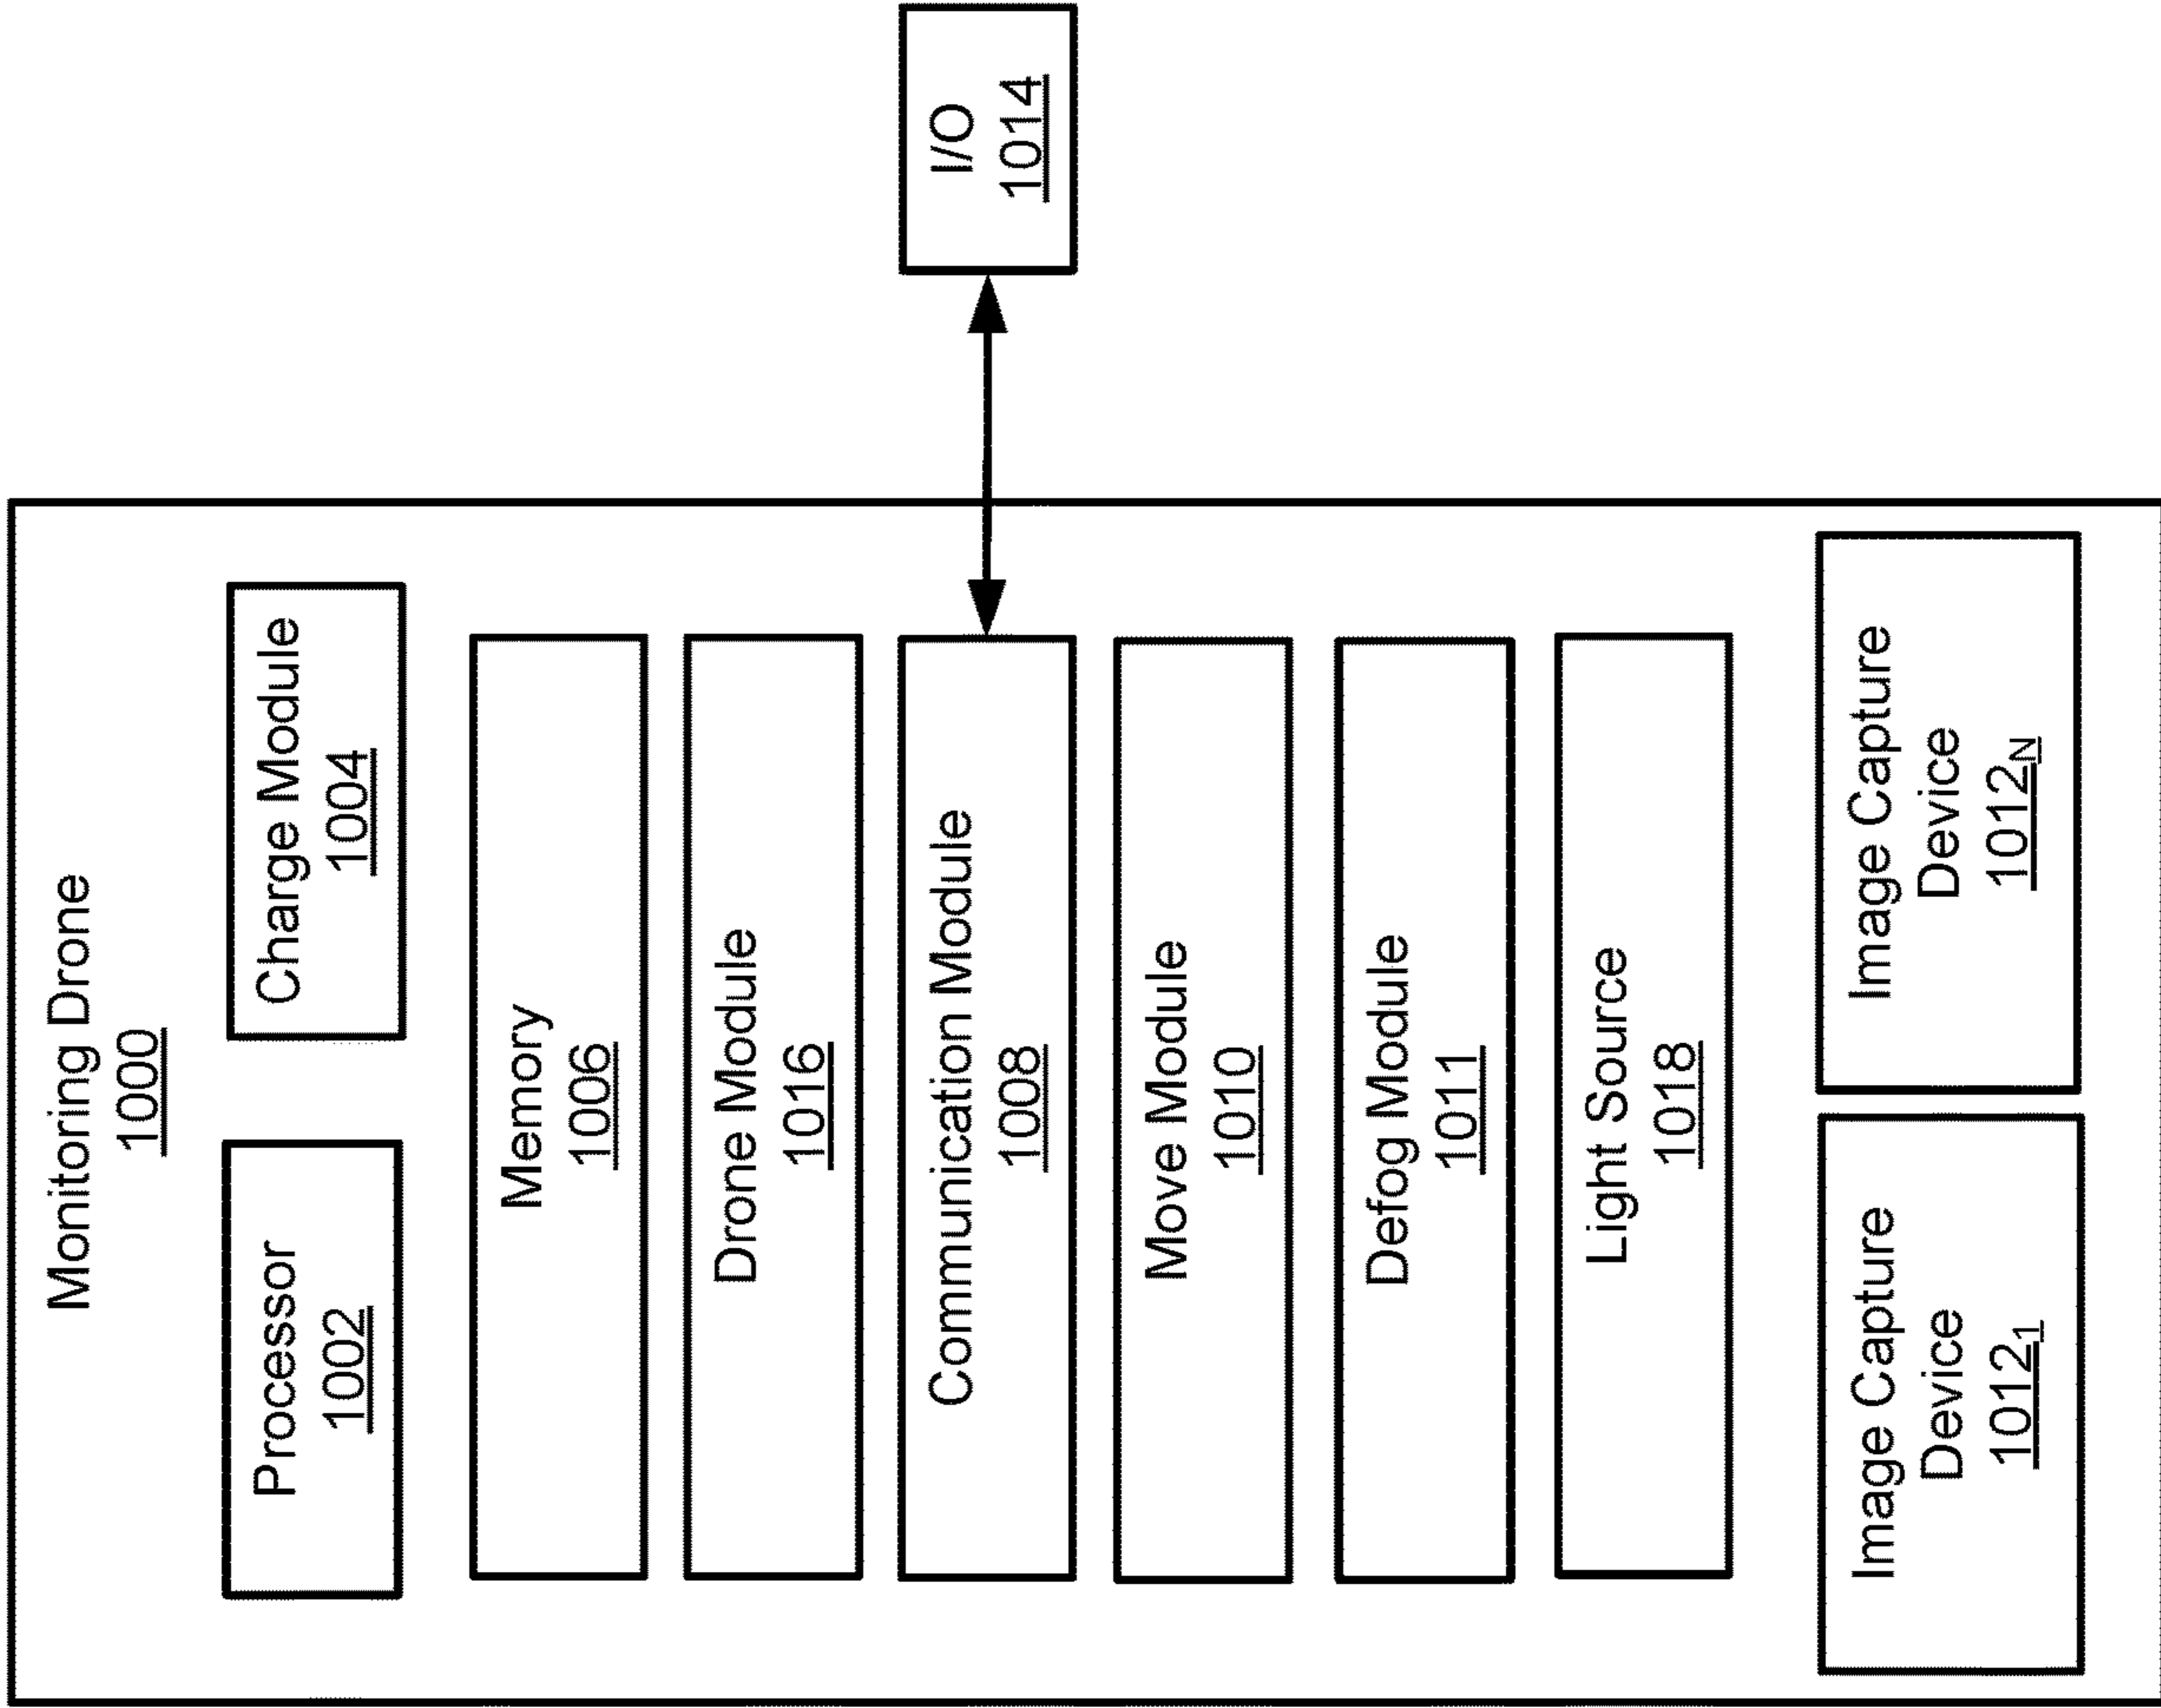 Monitoring Drone
1000
Processor
1002
Charge Module
1004
Memory
1006
Drone Module
1016
Communication Module
1008
I/O
1014
Move Module
1010
Defog Module
1011
Light Source
1018
Image Capture
Device
1012₁
Image Capture
Device
1012N